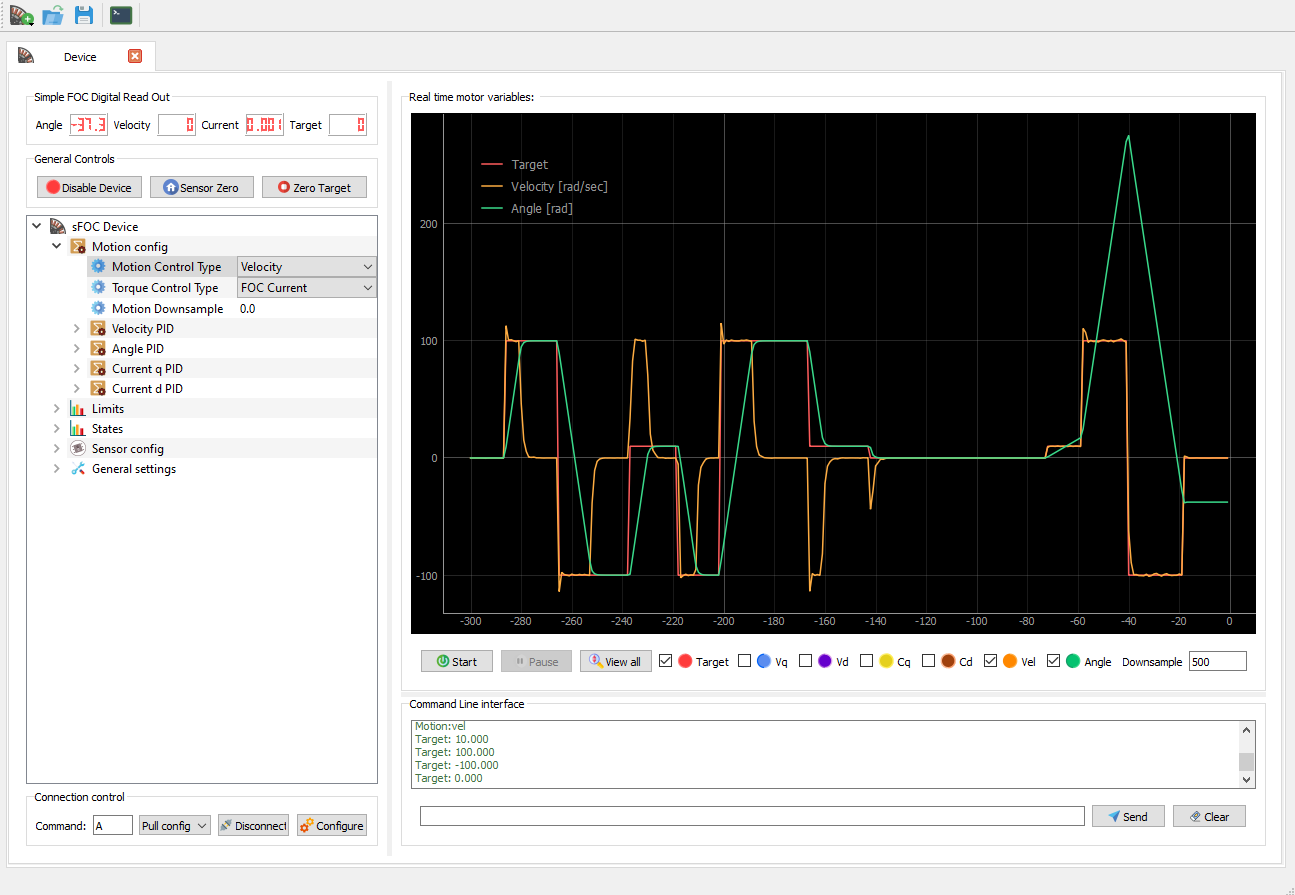 Device
Simple FOC Digital Read Out
Angle -37.3 Velocity 0 Current 0.001 Target 0
General Controls
Disable Device Sensor Zero Zero Target
sFOC Device
Motion config
Motion Control Type Velocity
Torque Control Type FOC Current
Motion Downsample 0.0
Velocity PID
Angle PID
Current q PID
Current d PID
Limits
States
Sensor config
General settings
Connection control
Command: A Pull config Disconnect Configure
Real time motor variables:
Target
Velocity [rad/sec]
Angle [rad]
200
100
0
-100
-300 -280 -260 -240 -220 -200 -180 -160 -140 -120 -100 -80 -60 -40 -20 0
Start Pause View all Target Vq Vd Cq Cd Vel Angle Downsample 500
Command Line interface
Motion:vel
Target: 10.000
Target: 100.000
Target: -100.000
Target: 0.000
Send Clear